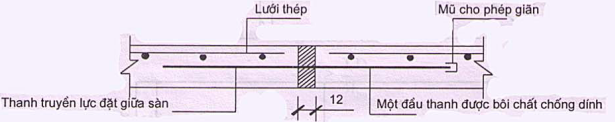 Lưới thép
Mũ cho phép giãn
Thanh truyền lực đặt giữa sàn
12
Một đầu thanh được bôi chất chống dính